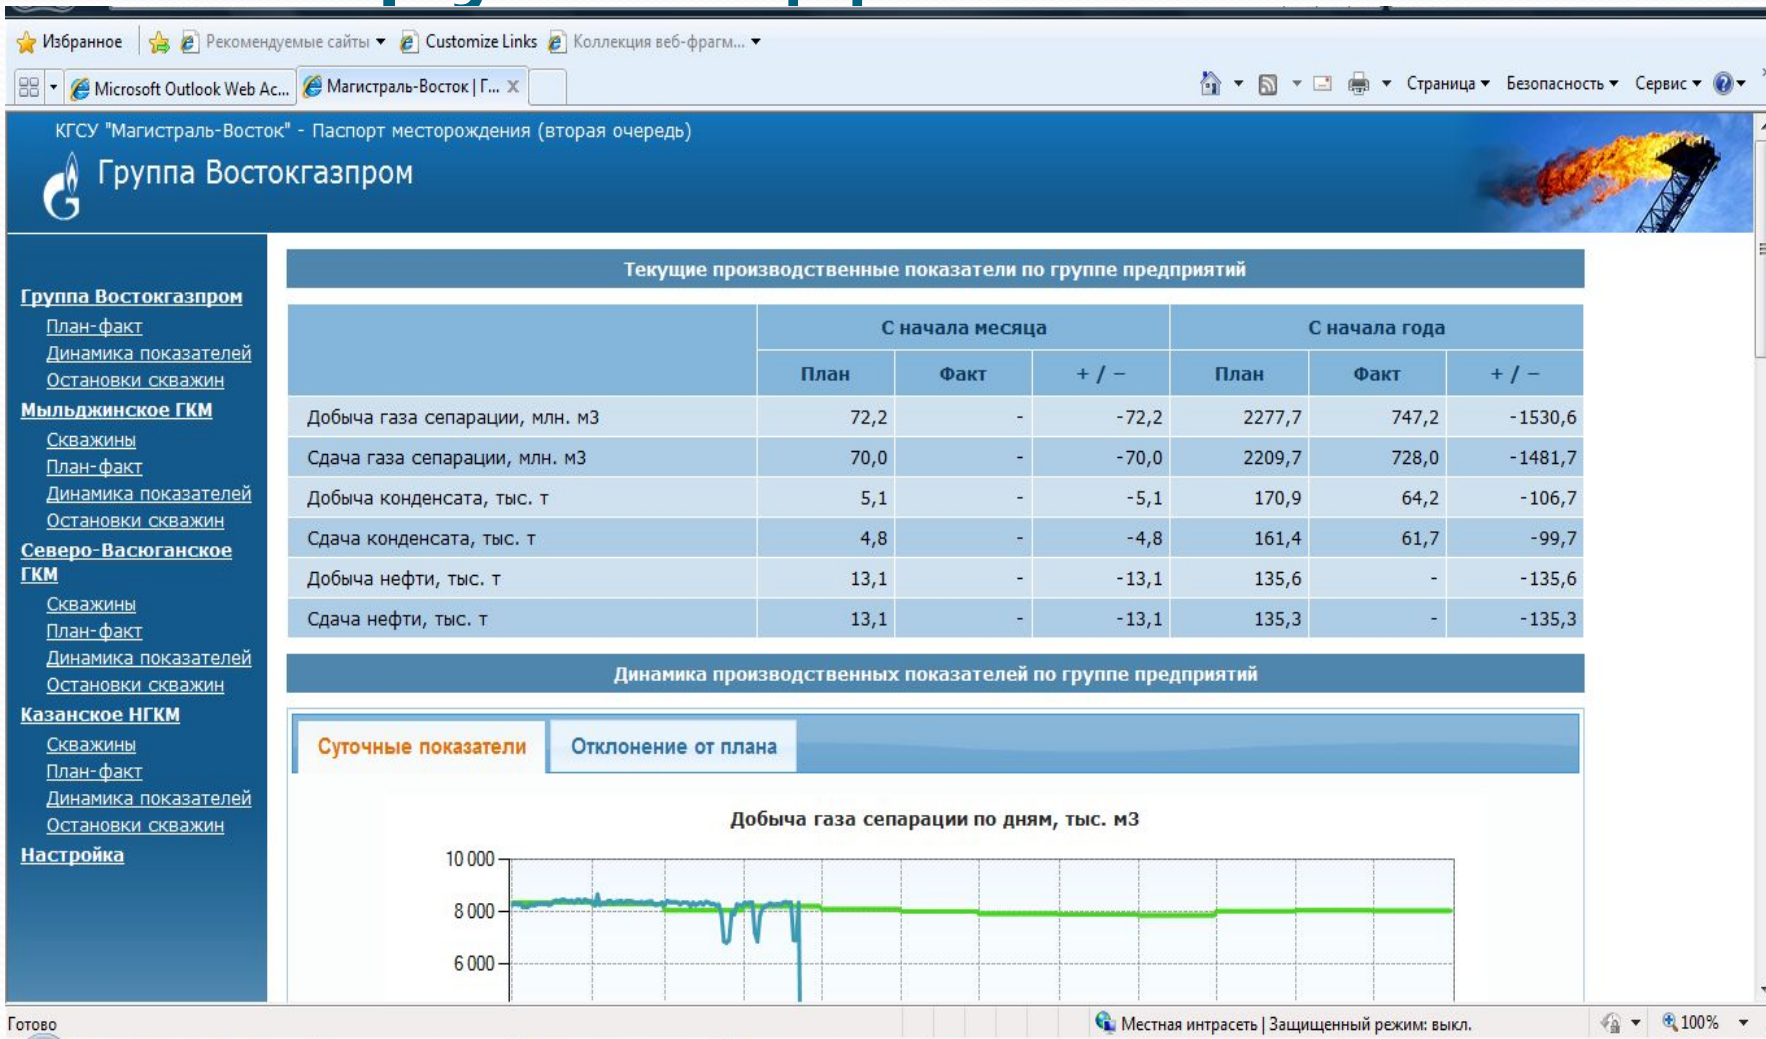 Избранное Рекомендуемые сайты Customize Links Коллекция веб-фрагм...
Microsoft Outlook Web Ac... Магистраль-Восток | Г... X Страница Безопасность Сервис
КГСУ "Магистраль-Восток" - Паспорт месторождения (вторая очередь)
Группа Востокгазпром
Группа Востокгазпром
План-факт
Динамика показателей
Остановки скважин
Мыльджинское ГКМ
Скважины
План-факт
Динамика показателей
Остановки скважин
Северо-Васюганское
ГКМ
Скважины
План-факт
Динамика показателей
Остановки скважин
Казанское НГКМ
Скважины
План-факт
Динамика показателей
Остановки скважин
Настройка
Текущие производственные показатели по группе предприятий
С начала месяца С начала года
План Факт + / − План Факт + / −
Добыча газа сепарации, млн. м3 72,2 - -72,2 2277,7 747,2 -1530,6
Сдача газа сепарации, млн. м3 70,0 - -70,0 2209,7 728,0 -1481,7
Добыча конденсата, тыс. т 5,1 - -5,1 170,9 64,2 -106,7
Сдача конденсата, тыс. т 4,8 - -4,8 161,4 61,7 -99,7
Добыча нефти, тыс. т 13,1 - -13,1 135,6 - -135,6
Сдача нефти, тыс. т 13,1 - -13,1 135,3 - -135,3
Динамика производственных показателей по группе предприятий
Суточные показатели Отклонение от плана
Добыча газа сепарации по дням, тыс. м3
10 000
8 000
6 000
Готово Местная интрасеть | Защищенный режим: выкл. 100%